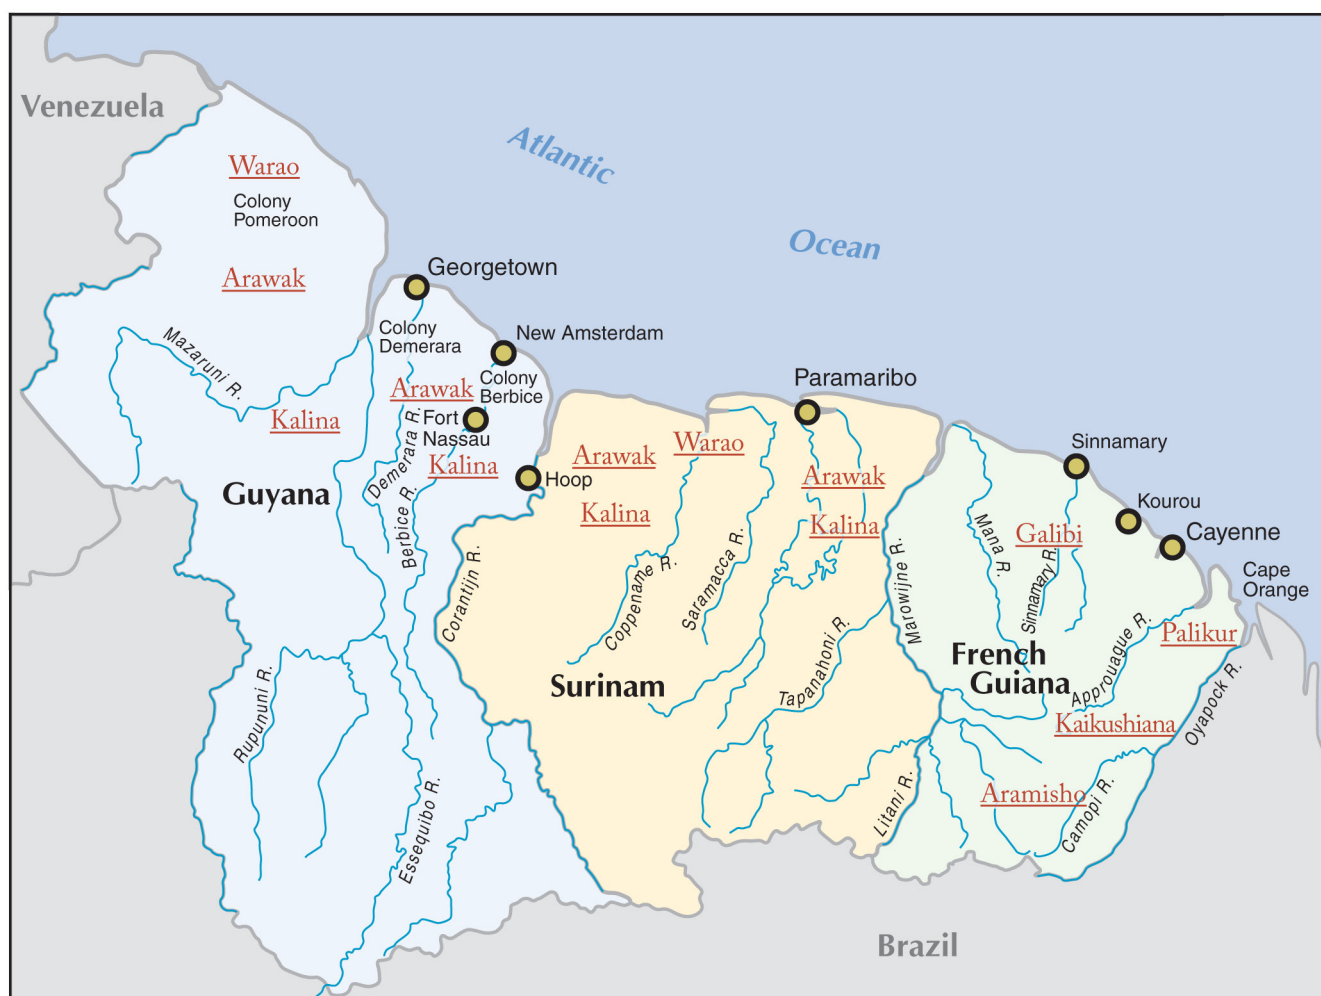 Venezuela
Atlantic
Ocean
Warao
Colony
Pomeroon
Arawak
Georgetown
Colony
Demerara
New Amsterdam
Mazaruni R.
Colony
Berbice
Arawak
Kalina
Fort
Nassau
Demerara R.
Kalina
Hoop
Guyana
Berbice R.
Corantijn R.
Rupununi R.
Essequibo R.
Paramaribo
Arawak
Warao
Kalina
Arawak
Kalina
Coppename R.
Saramacca R.
Surinam
Tapanahoni R.
Marowijne R.
Litani R.
Sinnamary
Kourou
Cayenne
Cape
Orange
Galibi
Mana R.
Sinnamary R.
Palikur
French
Guiana
Approuague R.
Kaikushiana
Oyapock R.
Aramisho
Camopi R.
Brazil